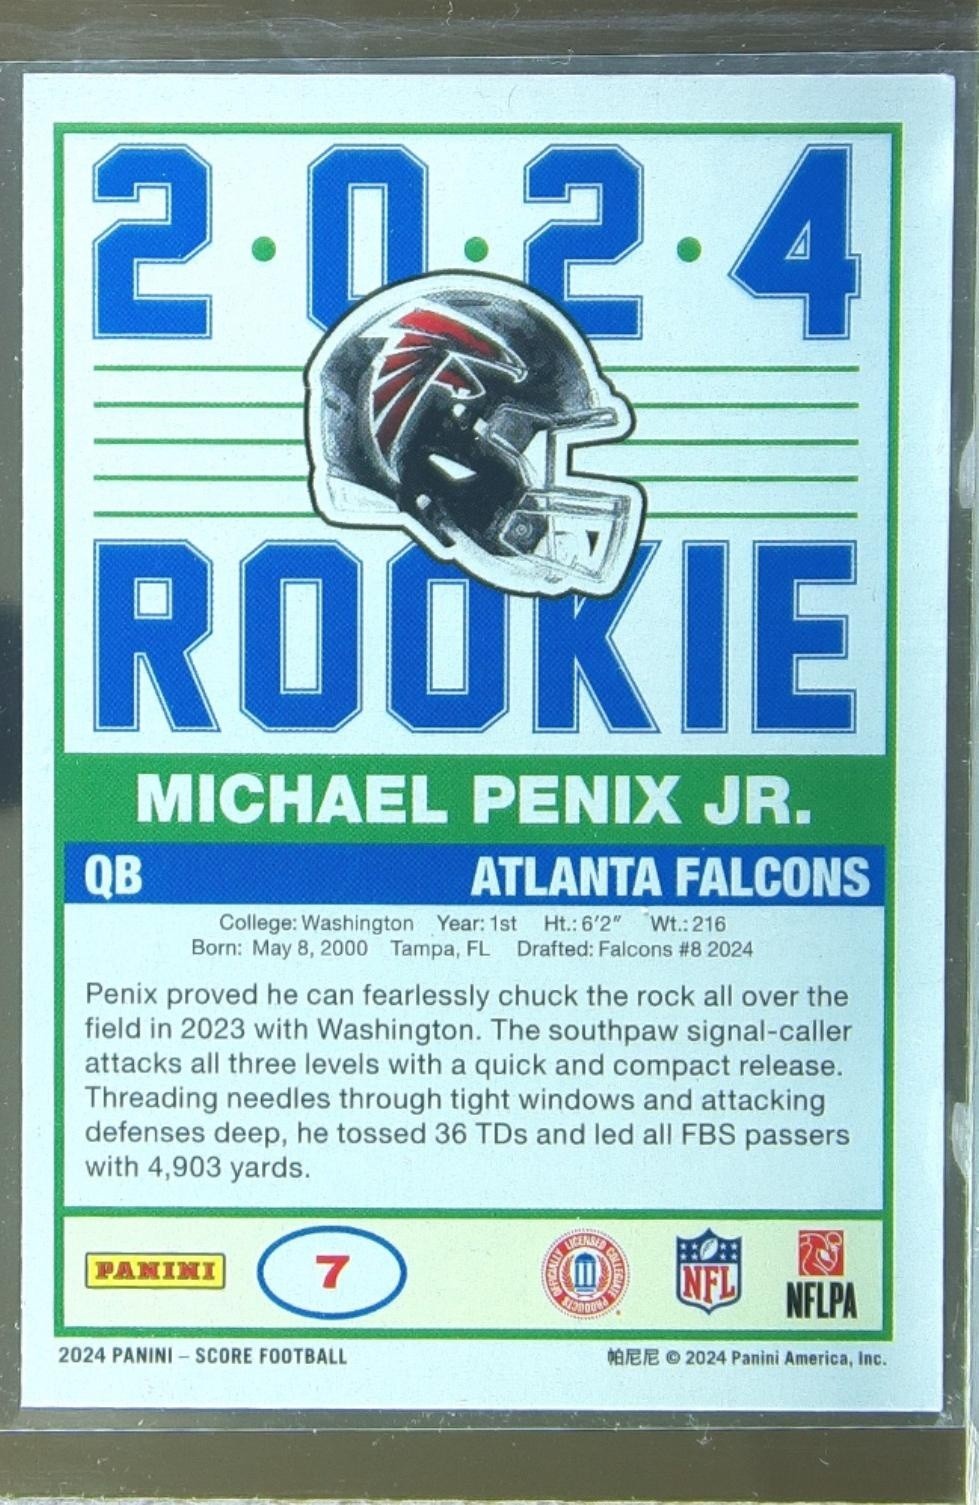 2·0·2·4
ROOKIE
MICHAEL PENIX JR.
QB ATLANTA FALCONS
College: Washington Year: 1st Ht.: 6'2" Wt.: 216
Born: May 8, 2000 Tampa, FL Drafted: Falcons #8 2024
Penix proved he can fearlessly chuck the rock all over the
field in 2023 with Washington. The southpaw signal-caller
attacks all three levels with a quick and compact release.
Threading needles through tight windows and attacking
defenses deep, he tossed 36 TDs and led all FBS passers
with 4,903 yards.
PANINI 7 OFFICIALLY LICENSED COLLEGIATE PRODUCTS NFL NFLPA
2024 PANINI – SCORE FOOTBALL 帕尼尼 © 2024 Panini America, Inc.